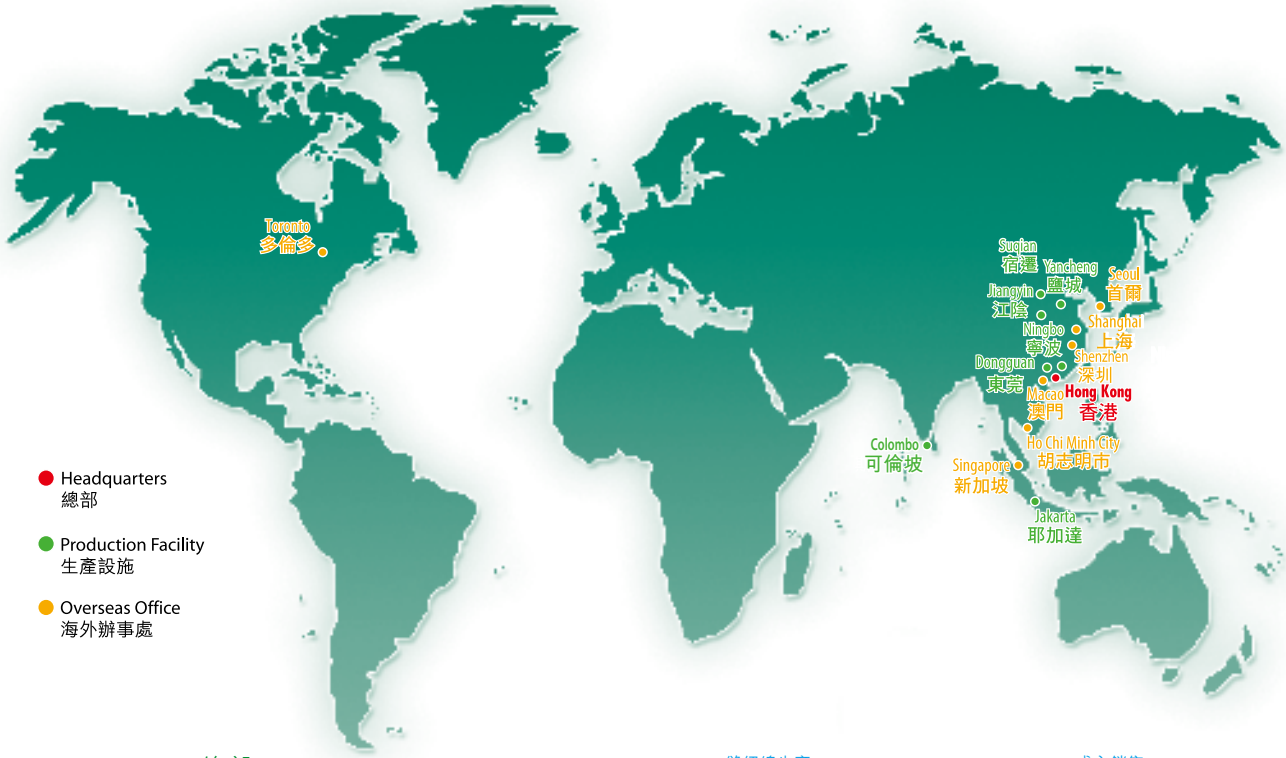 Toronto
多倫多
Suqian
宿遷
Yancheng
鹽城
Seoul
首爾
Jiangyin
江陰
Shanghai
上海
Ningbo
寧波
Shenzhen
深圳
Dongguan
東莞
Macao
澳門
Hong Kong
香港
Colombo
可倫坡
Ho Chi Minh City
胡志明市
Singapore
新加坡
Jakarta
耶加達
Headquarters
總部
Production Facility
生產設施
Overseas Office
海外辦事處